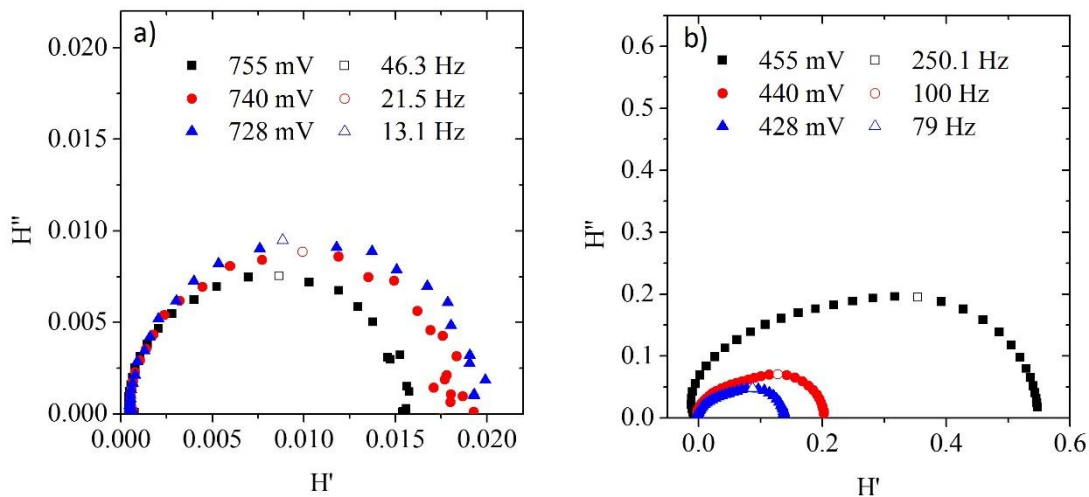 a)
755 mV 46.3 Hz
740 mV 21.5 Hz
728 mV 13.1 Hz
0.020
0.015
0.010
0.005
0.000
H"
0.000 0.005 0.010 0.015 0.020
H'
b)
455 mV 250.1 Hz
440 mV 100 Hz
428 mV 79 Hz
0.6
0.5
0.4
0.3
0.2
0.1
0.0
H"
0.0 0.2 0.4 0.6
H'